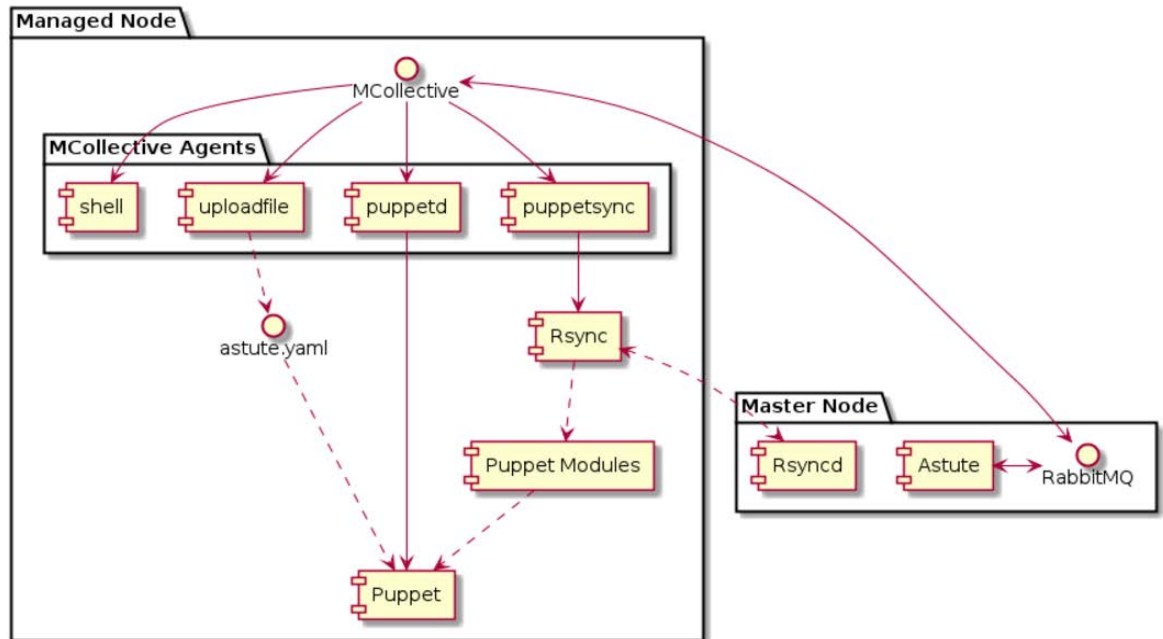 Managed Node
MCollective
MCollective Agents
shell
uploadfile
puppetd
puppetsync
astute.yaml
Rsync
Master Node
Puppet Modules
Rsyncd
Astute
RabbitMQ
Puppet